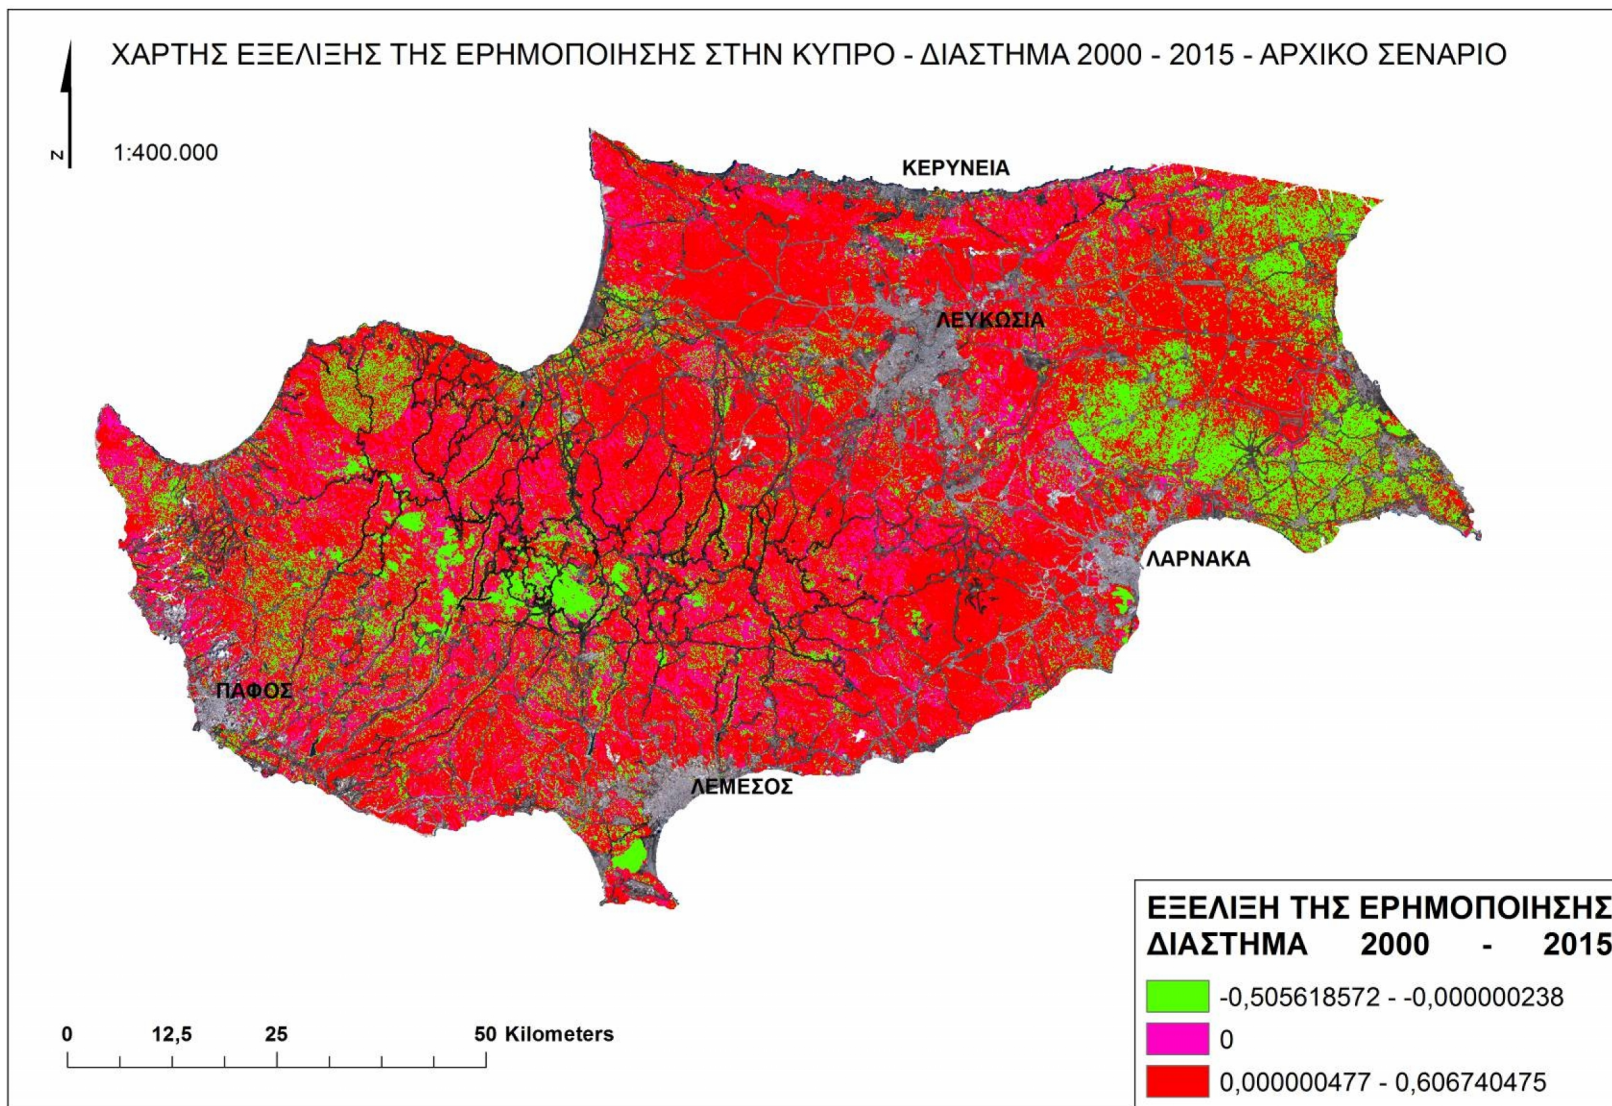 ΧΑΡΤΗΣ ΕΞΕΛΙΞΗΣ ΤΗΣ ΕΡΗΜΟΠΟΙΗΣΗΣ ΣΤΗΝ ΚΥΠΡΟ - ΔΙΑΣΤΗΜΑ 2000 - 2015 - ΑΡΧΙΚΟ ΣΕΝΑΡΙΟ
Z
1:400.000
ΚΕΡΥΝΕΙΑ
ΛΕΥΚΩΣΙΑ
ΛΑΡΝΑΚΑ
ΠΑΦΟΣ
ΛΕΜΕΣΟΣ
ΕΞΕΛΙΞΗ ΤΗΣ ΕΡΗΜΟΠΟΙΗΣΗΣ
ΔΙΑΣΤΗΜΑ 2000 - 2015
-0,505618572 - -0,000000238
0
0,000000477 - 0,606740475
0 12,5 25 50 Kilometers